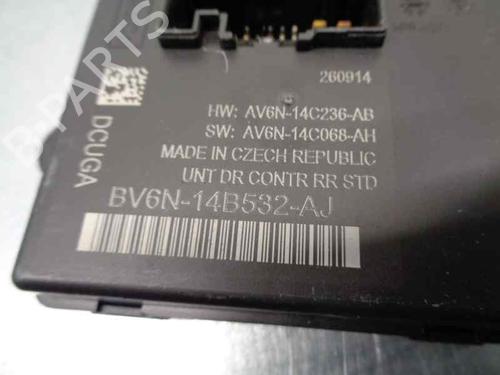 260914
HW: AV6N-14C236-AB
SW: AV6N-14C068-AH
MADE IN CZECH REPUBLIC
UNT DR CONTR RR STD
DCUGA
BV6N-14B532-AJ
B-PARTS